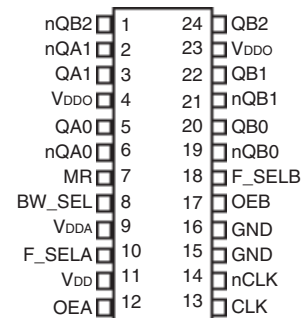 nQB2 1 24 QB2
nQA1 2 23 VDDO
QA1 3 22 QB1
VDDO 4 21 nQB1
QA0 5 20 QB0
nQA0 6 19 nQB0
MR 7 18 F_SELB
BW_SEL 8 17 OEB
VDDA 9 16 GND
F_SELA 10 15 GND
VDD 11 14 nCLK
OEA 12 13 CLK